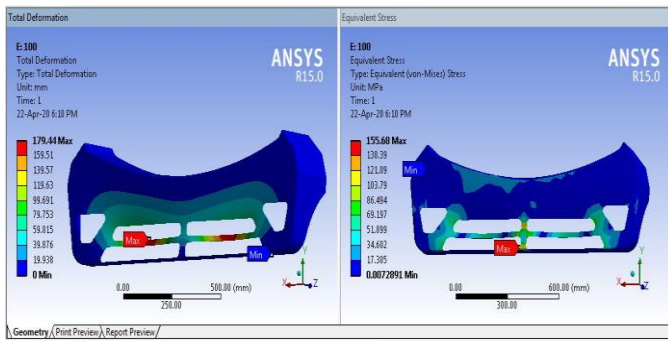 Total Deformation
E: 100
Total Deformation
Type: Total Deformation
Unit: mm
Time: 1
22-Apr-20 6:10 PM
ANSYS
R15.0
179.44 Max
159.51
139.57
119.63
99.691
79.753
59.815
39.876
19.938
0 Min
Max
Min
0.00
500.00 (mm)
250.00
Y
X
Z
Equivalent Stress
E: 100
Equivalent Stress
Type: Equivalent (von-Mises) Stress
Unit: MPa
Time: 1
22-Apr-20 6:10 PM
ANSYS
R15.0
155.68 Max
138.39
121.09
103.79
86.494
69.197
51.899
34.602
17.305
0.0072891 Min
Min
Max
0.00
600.00 (mm)
300.00
Y
X
Z
Geometry Print Preview Report Preview